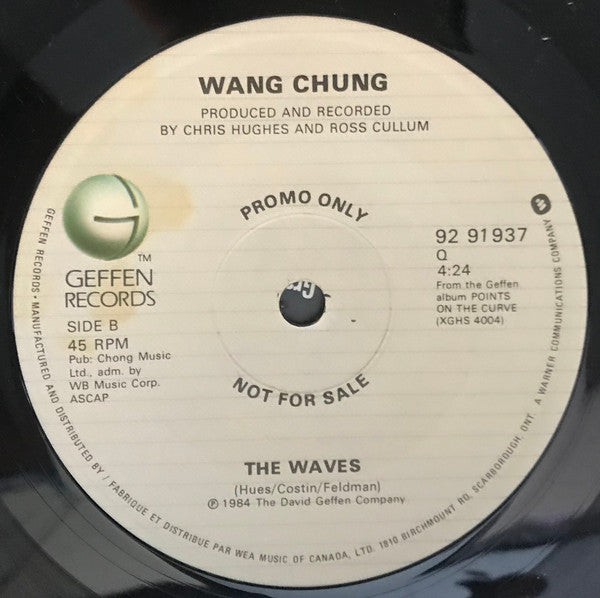 WANG CHUNG
PRODUCED AND RECORDED
BY CHRIS HUGHES AND ROSS CULLUM
PROMO ONLY
G
TM
GEFFEN
RECORDS
SIDE B
45 RPM
Pub: Chong Music
Ltd., adm. by
WB Music Corp.
ASCAP
92 91937
Q
4:24
From the Geffen
album POINTS
ON THE CURVE
(XGHS 4004)
NOT FOR SALE
THE WAVES
(Hues/Costin/Feldman)
℗ 1984 The David Geffen Company
GEFFEN RECORDS • MANUFACTURED AND DISTRIBUTED BY / FABRIQUE ET DISTRIBUE PAR WEA MUSIC OF CANADA, LTD. 1810 BIRCHMOUNT RD, SCARBOROUGH, ONT. A WARNER COMMUNICATIONS COMPANY